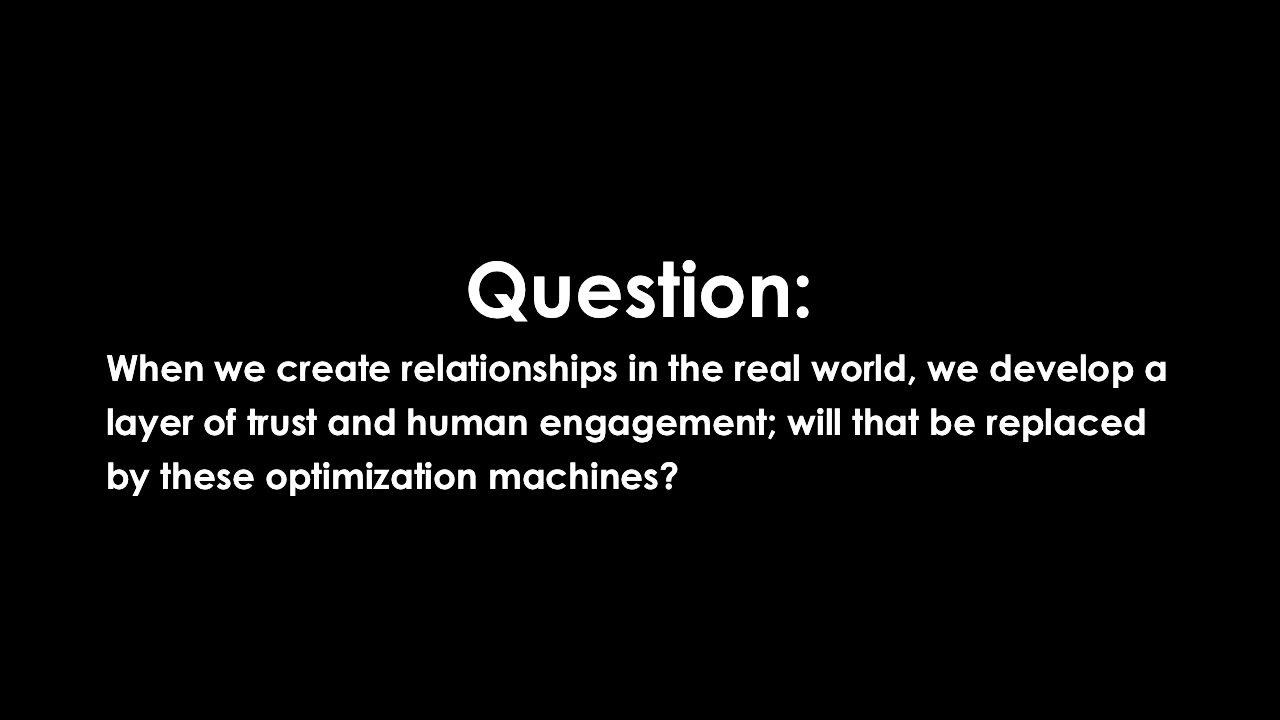 Question:
When we create relationships in the real world, we develop a
layer of trust and human engagement; will that be replaced
by these optimization machines?